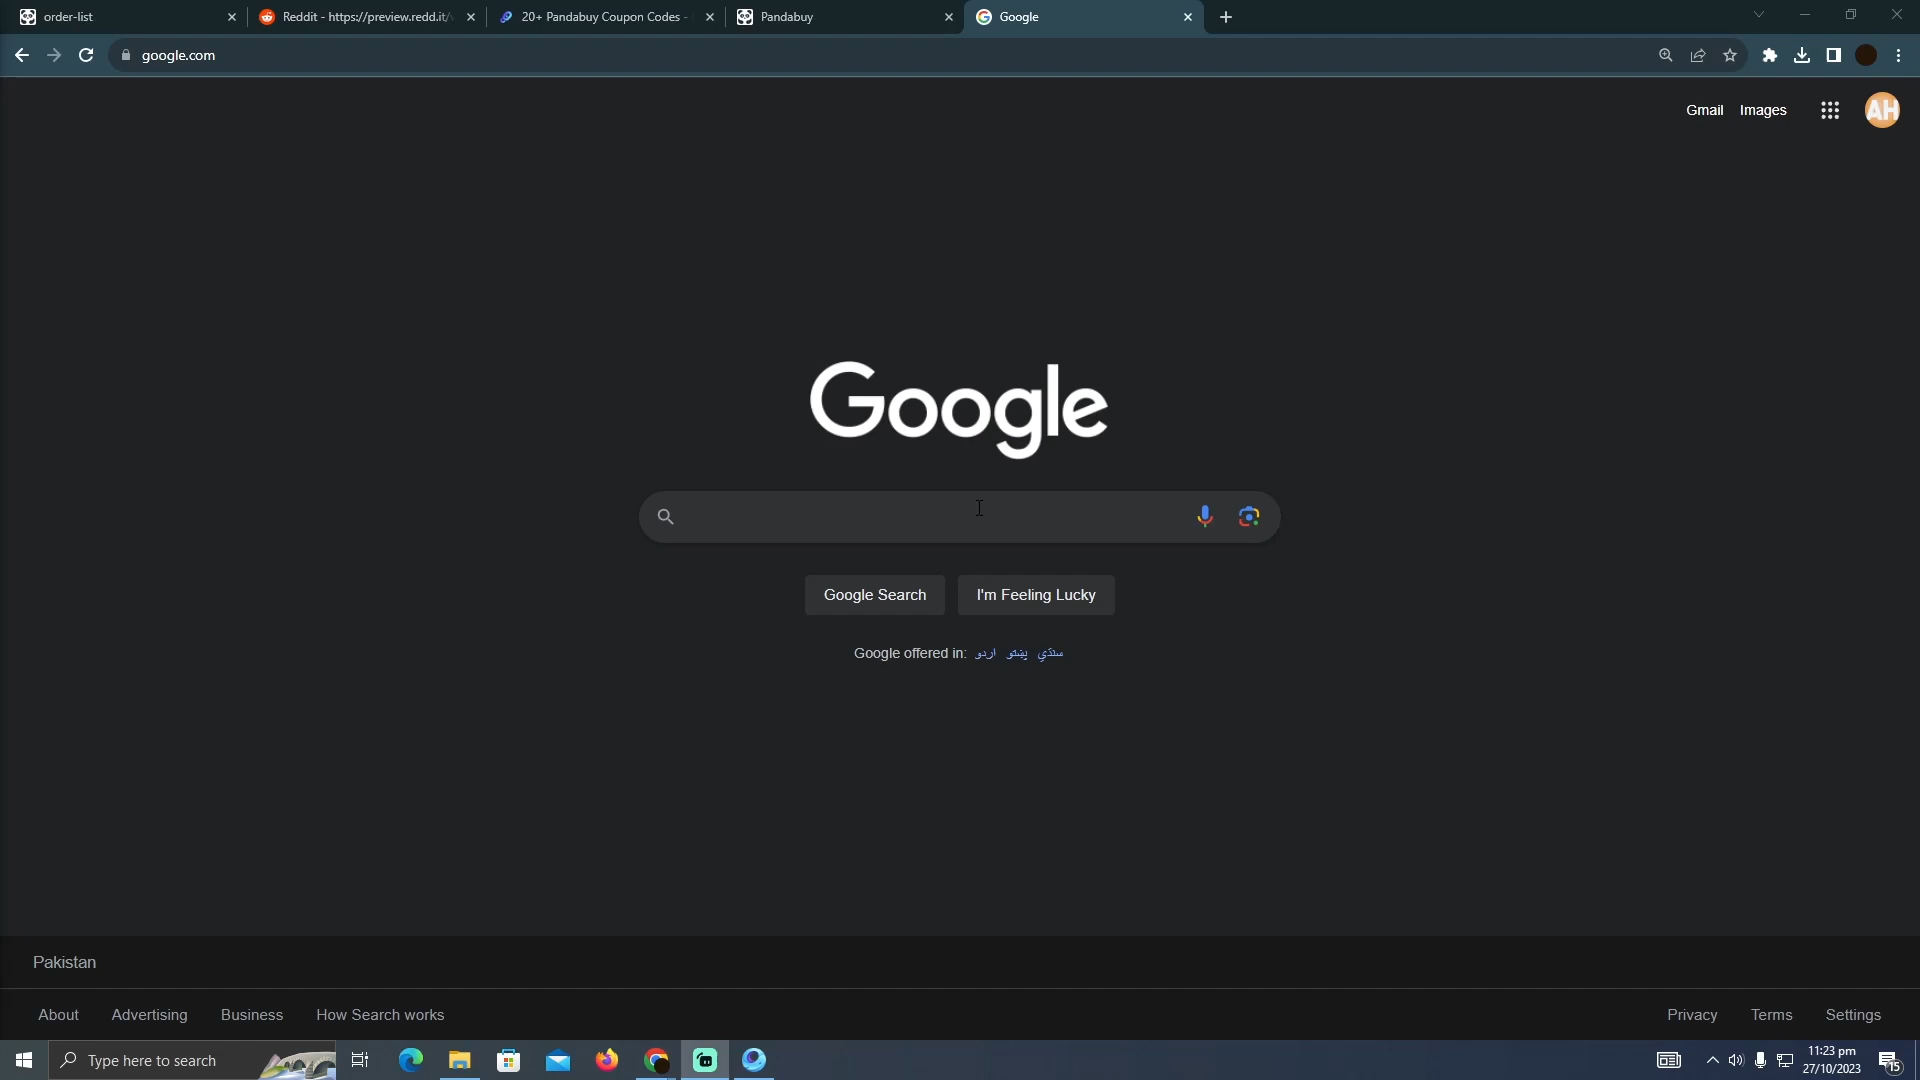 order-list
Reddit - https://preview.redd.it/
20+ Pandabuy Coupon Codes -
Pandabuy
Google
google.com
Gmail
Images
AH
Google
Google Search
I'm Feeling Lucky
Google offered in: اردو پښتو سنڌي
Pakistan
About
Advertising
Business
How Search works
Privacy
Terms
Settings
Type here to search
11:23 pm
27/10/2023
15